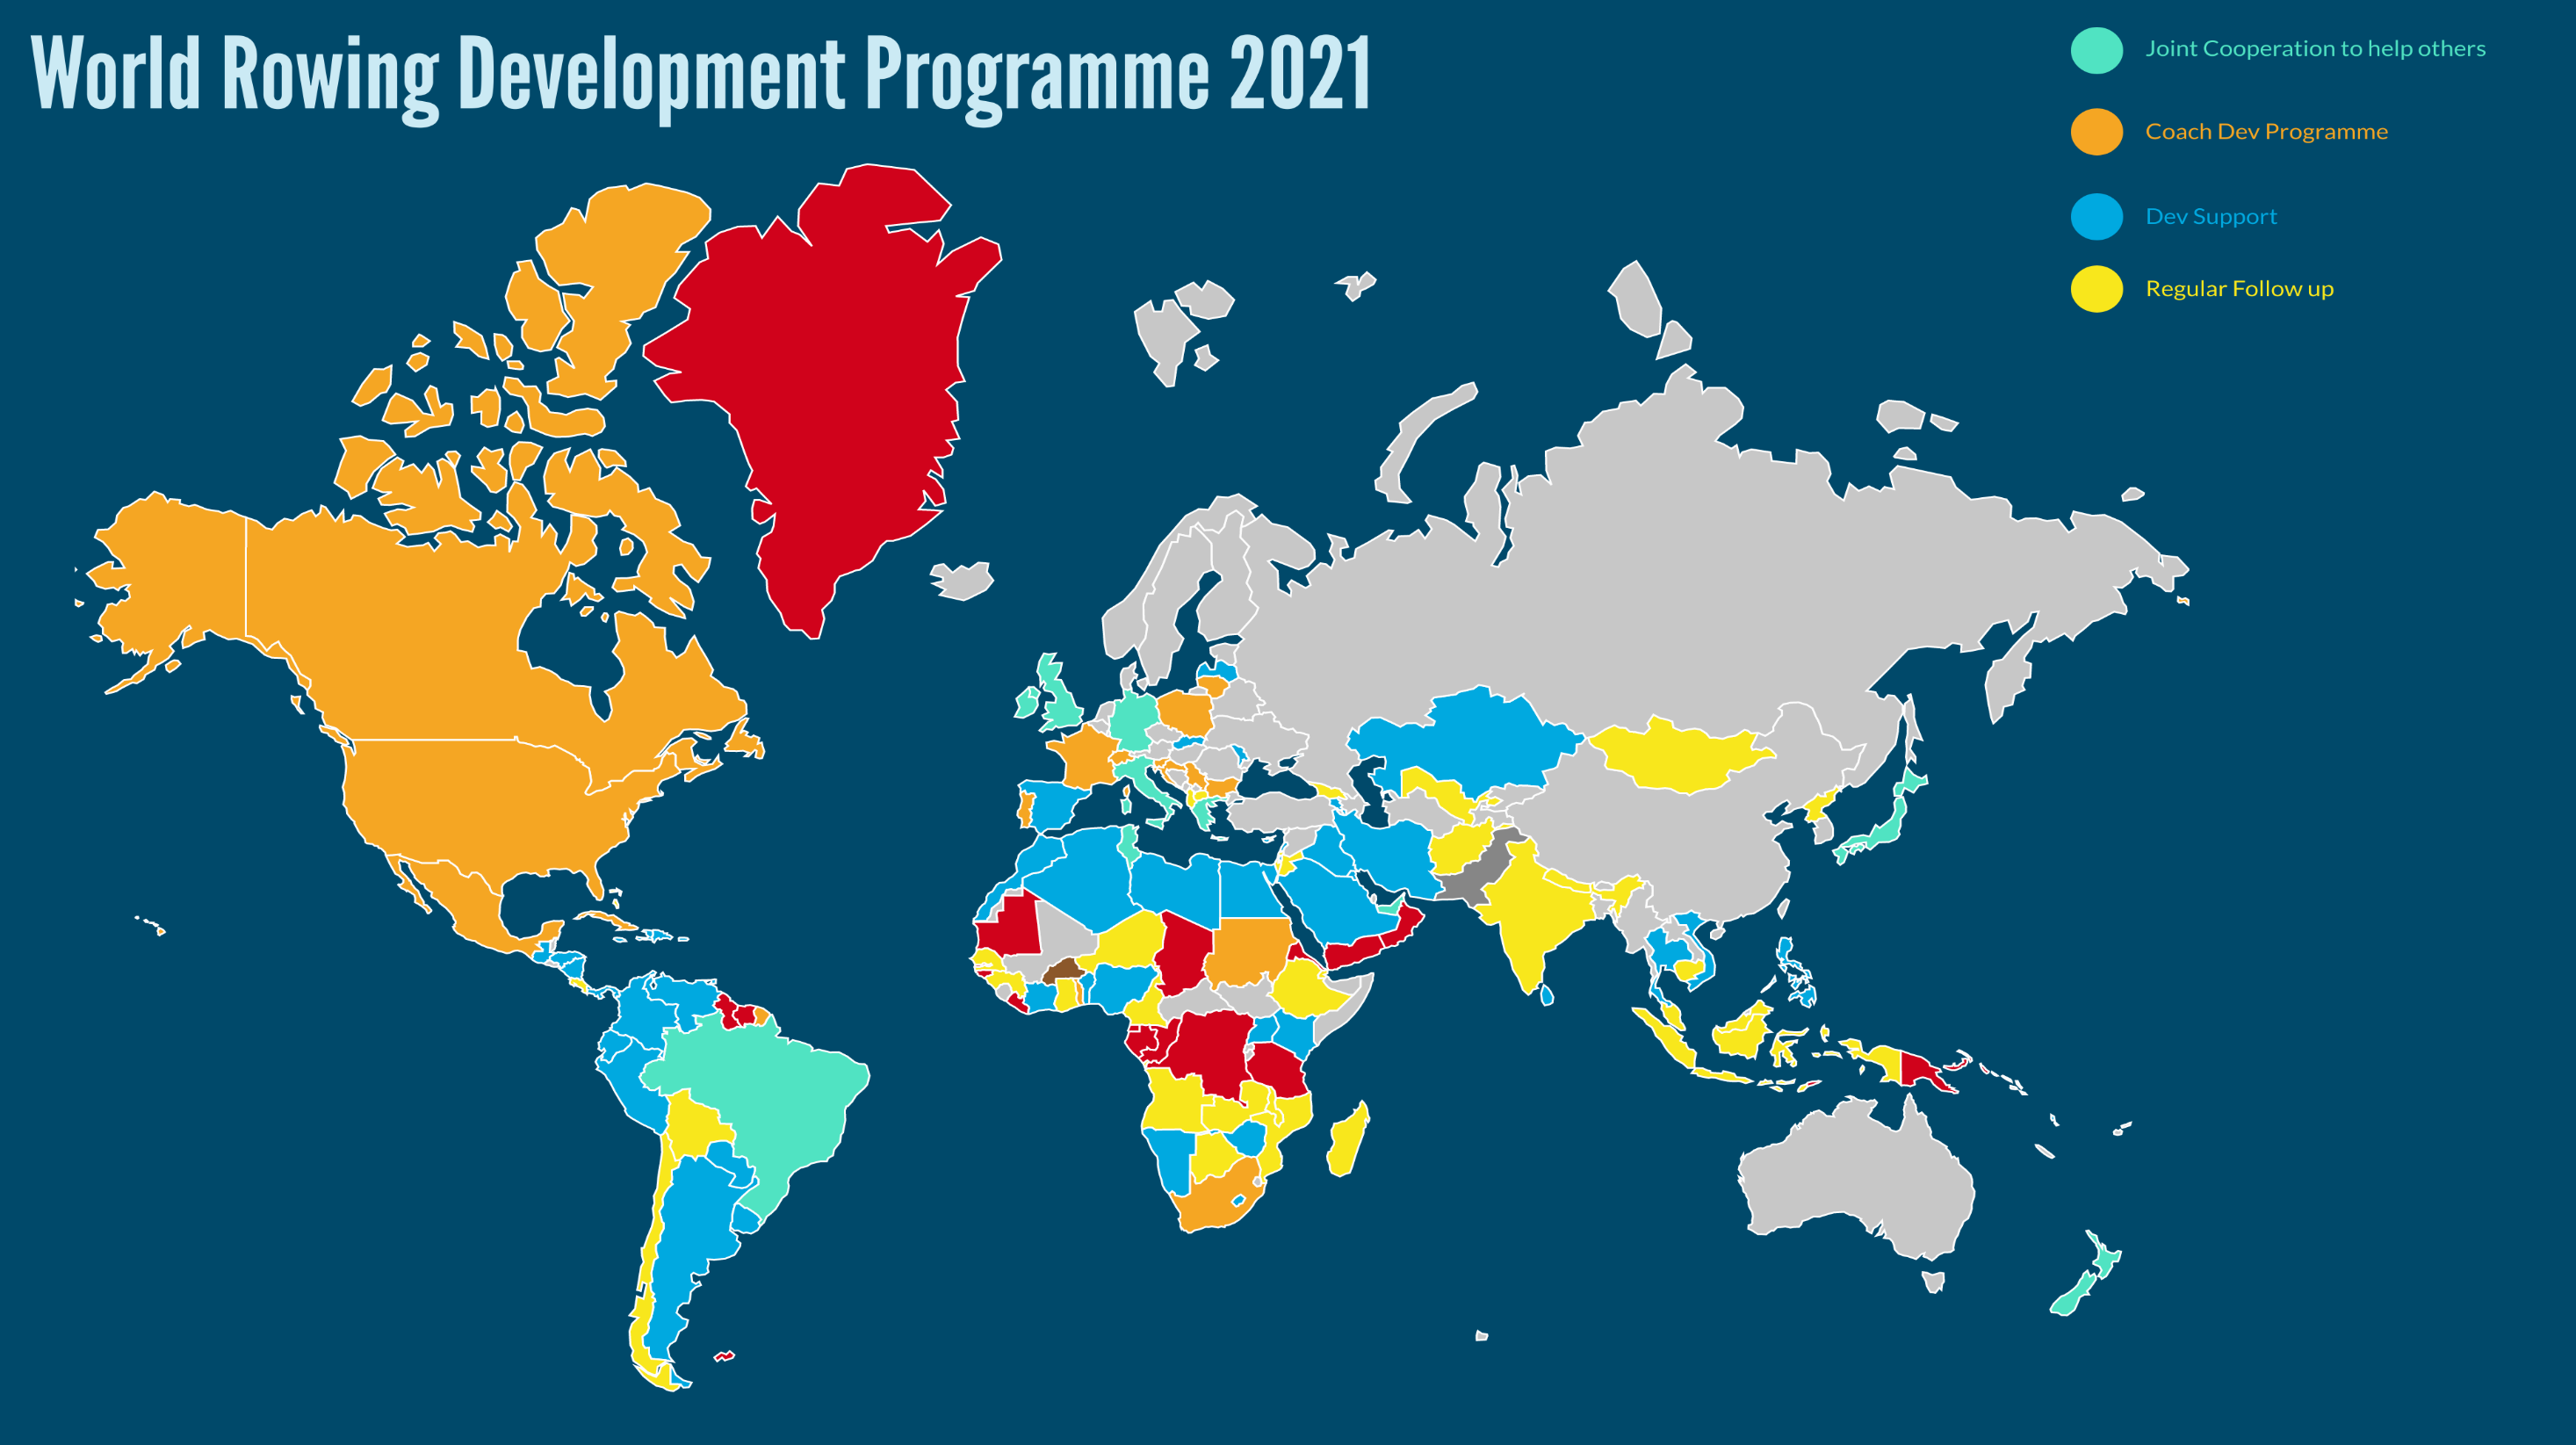 World Rowing Development Programme 2021
Joint Cooperation to help others
Coach Dev Programme
Dev Support
Regular Follow up